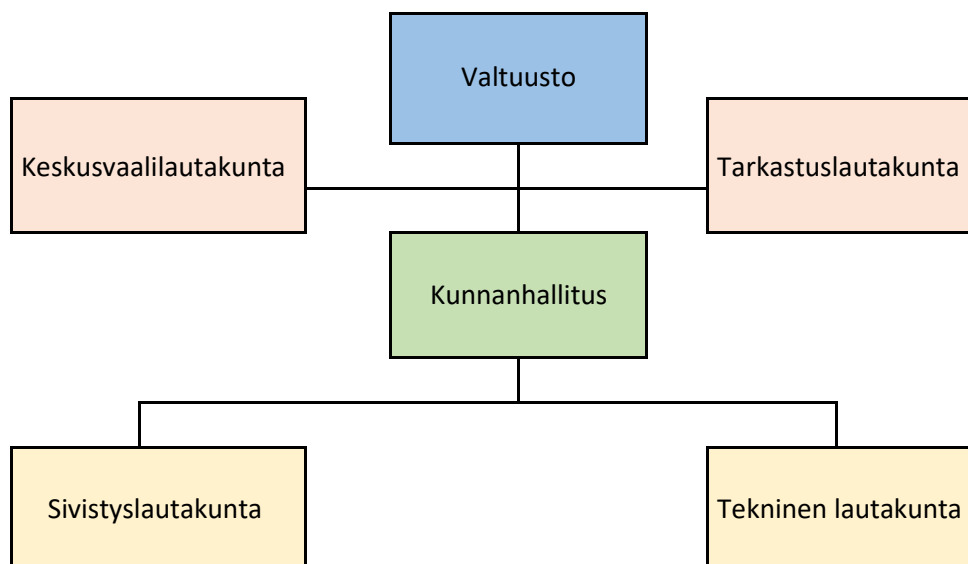 Valtuusto
Keskusvaalilautakunta
Tarkastuslautakunta
Kunnanhallitus
Sivistyslautakunta
Tekninen lautakunta